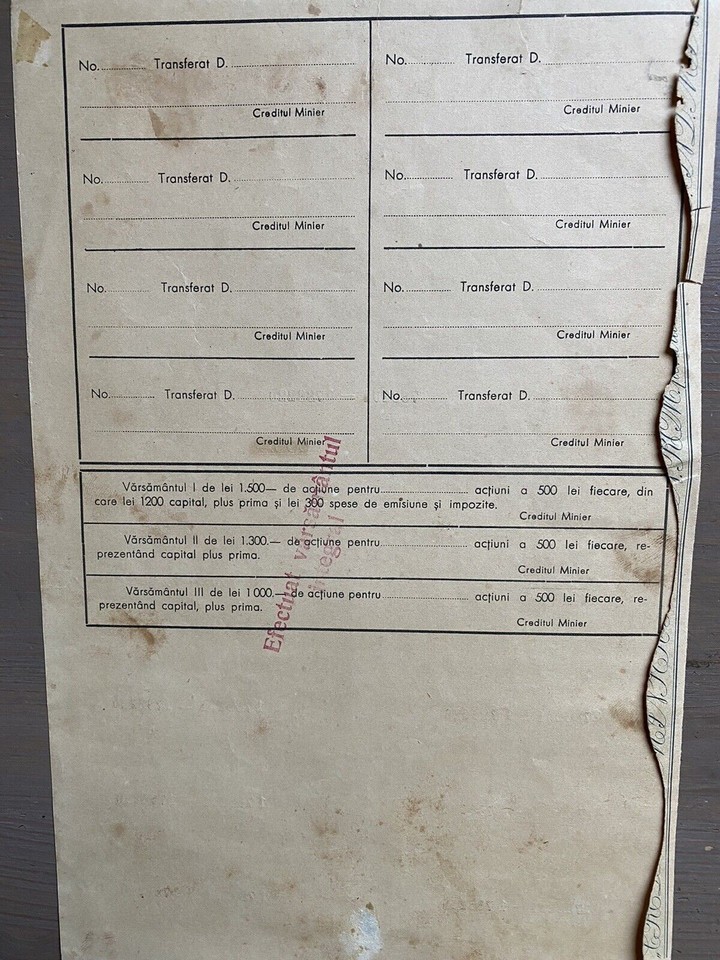 No. Transferat D.
Creditul Minier
No. Transferat D.
Creditul Minier
No. Transferat D.
Creditul Minier
No. Transferat D.
Creditul Minier
No. Transferat D.
Creditul Minier
No. Transferat D.
Creditul Minier
No. Transferat D.
Creditul Minier
No. Transferat D.
Creditul Minier
Vărsământul I de lei 1.500— de acțiune pentru acțiuni a 500 lei fiecare, din
care lei 1200 capital, plus prima și lei 300 spese de emisiune și impozite.
Creditul Minier
Vărsământul II de lei 1.300.— de acțiune pentru acțiuni a 500 lei fiecare, re-
prezentând capital plus prima.
Creditul Minier
Vărsământul III de lei 1000.— de acțiune pentru acțiuni a 500 lei fiecare, re-
prezentând capital, plus prima.
Creditul Minier
Efectuat vărsământul
integral